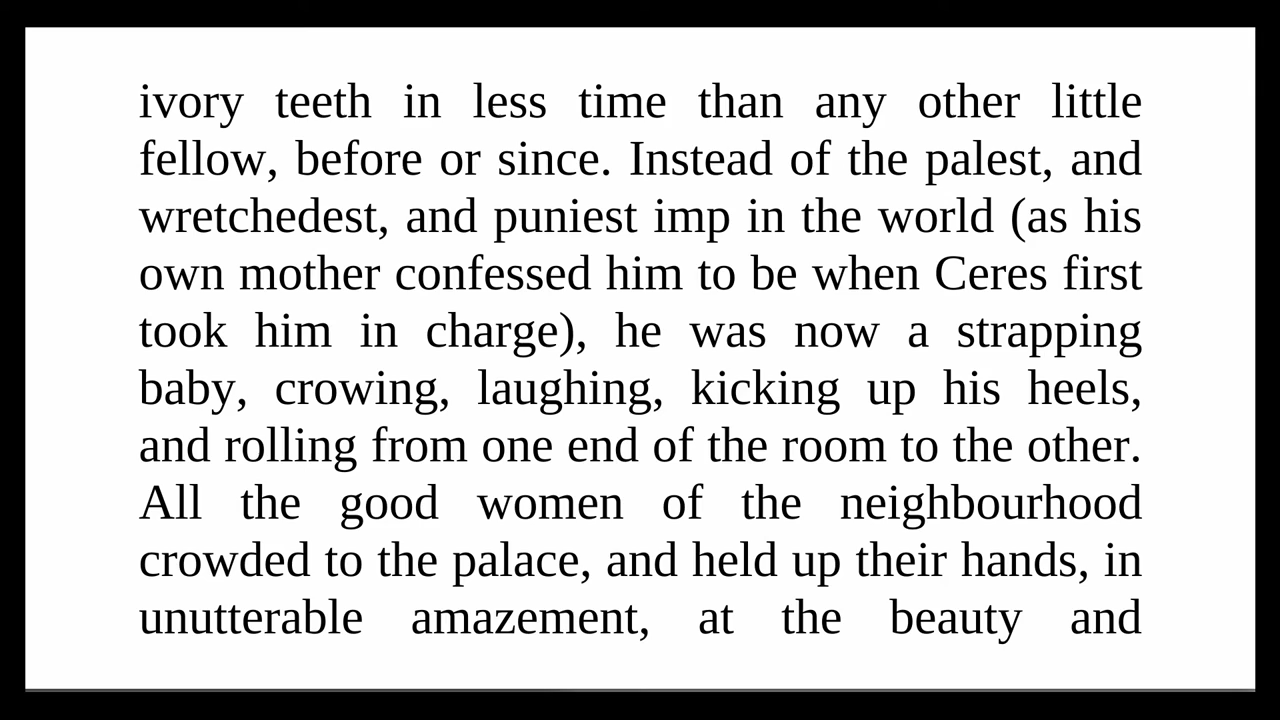 ivory teeth in less time than any other little
fellow, before or since. Instead of the palest, and
wretchedest, and puniest imp in the world (as his
own mother confessed him to be when Ceres first
took him in charge), he was now a strapping
baby, crowing, laughing, kicking up his heels,
and rolling from one end of the room to the other.
All the good women of the neighbourhood
crowded to the palace, and held up their hands, in
unutterable amazement, at the beauty and